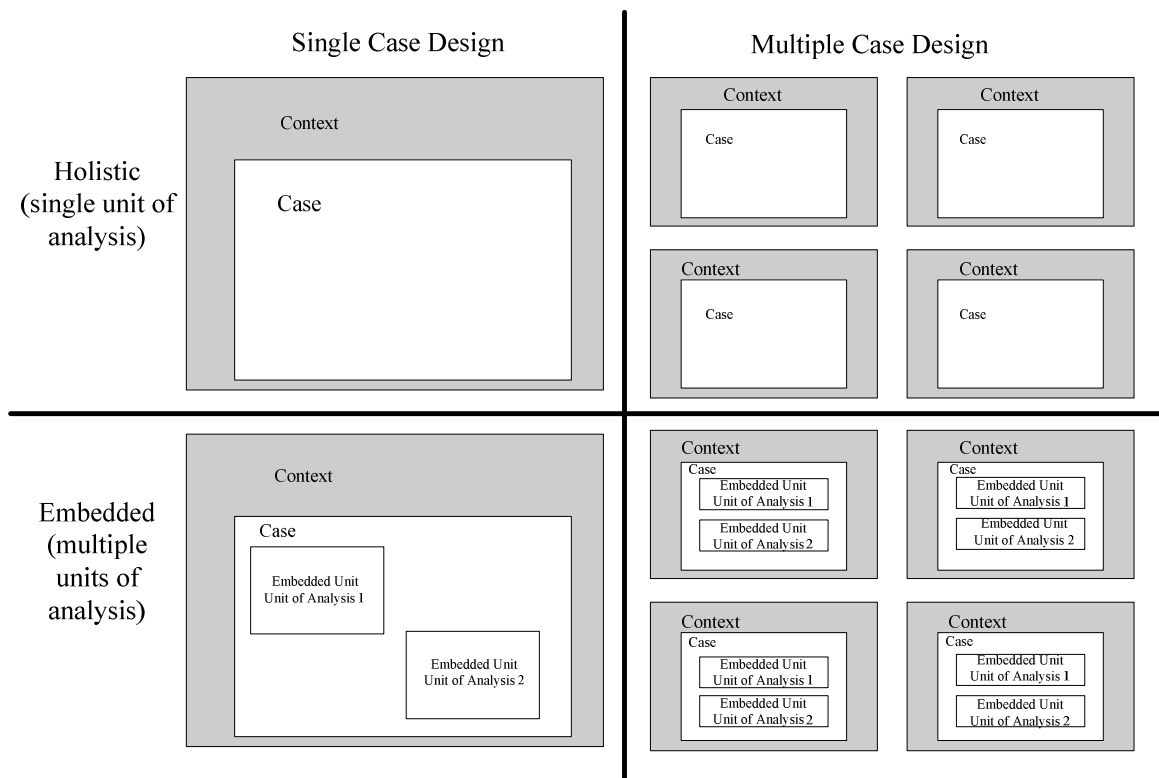 Single Case Design
Multiple Case Design
Holistic
(single unit of
analysis)
Context
Case
Context
Case
Context
Case
Context
Case
Context
Case
Embedded
(multiple
units of
analysis)
Context
Case
Embedded Unit
Unit of Analysis 1
Embedded Unit
Unit of Analysis 2
Context
Case
Embedded Unit
Unit of Analysis 1
Embedded Unit
Unit of Analysis 2
Context
Case
Embedded Unit
Unit of Analysis 1
Embedded Unit
Unit of Analysis 2
Context
Case
Embedded Unit
Unit of Analysis 1
Embedded Unit
Unit of Analysis 2
Context
Case
Embedded Unit
Unit of Analysis 1
Embedded Unit
Unit of Analysis 2